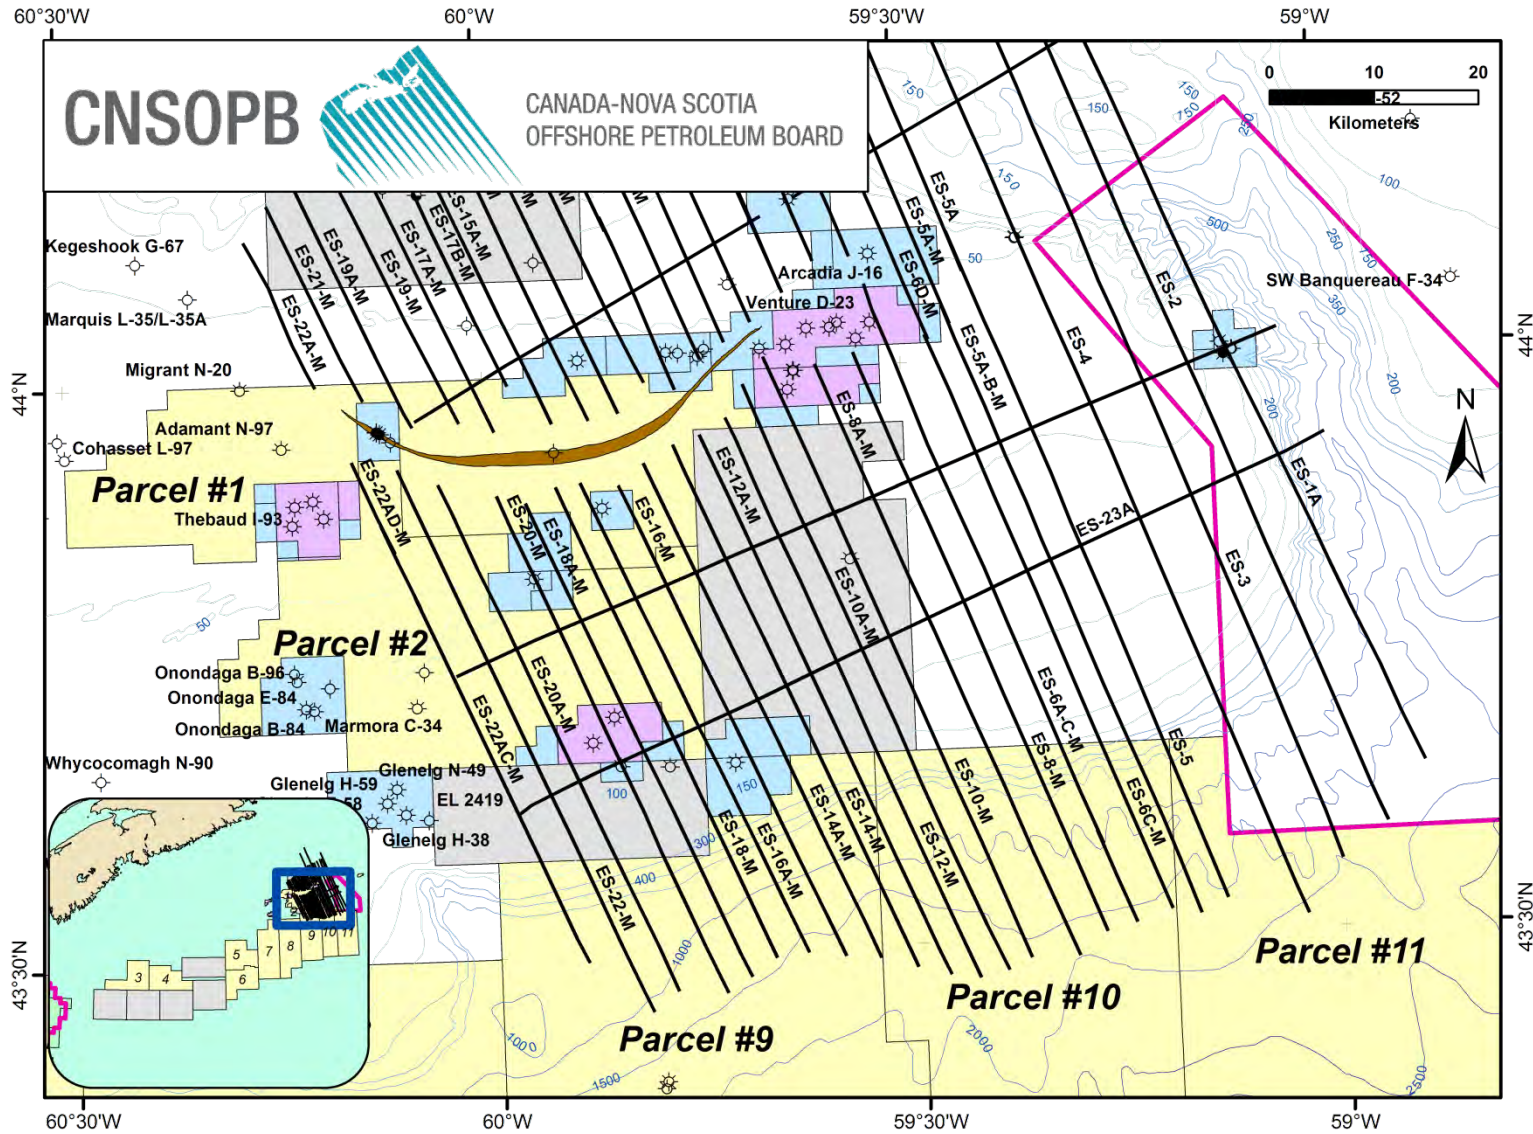 60°30'W
60°W
59°30'W
59°W
CNSOPB
CANADA-NOVA SCOTIA
OFFSHORE PETROLEUM BOARD
0
10
20
-52
Kilometers
150
150
150
150
250
150
100
500
250
750
350
200
200
50
50
ES-5A
ES-5A-M
ES-6D-M
ES-15A-M
ES-17B-M
ES-17A-M
ES-19-M
ES-19A-M
ES-21-M
ES-22A-M
ES-2
ES-4
ES-5A-B-M
ES-8A-M
ES-1A
ES-3
ES-23A
ES-12A-M
ES-10A-M
ES-16-M
ES-18A-M
ES-20-M
ES-22AD-M
ES-20A-M
ES-22AC-M
ES-6A-C-M
ES-8-M
ES-5
ES-6C-M
ES-10-M
ES-12-M
ES-14-M
ES-14A-M
ES-16A-M
ES-18-M
ES-22-M
Kegeshook G-67
Marquis L-35/L-35A
Migrant N-20
Adamant N-97
Cohasset L-97
Arcadia J-16
Venture D-23
SW Banquereau F-34
44°N
44°N
N
Parcel #1
Thebaud I-93
Parcel #2
Onondaga B-96
Onondaga E-84
Onondaga B-84
Marmora C-34
Whycocomagh N-90
Glenelg N-49
Glenelg H-59
58
EL 2419
Glenelg H-38
100
150
300
400
1000
1000
1500
2000
2500
43°30'N
43°30'N
Parcel #11
Parcel #10
Parcel #9
3
4
5
6
7
8
9
10
11
60°30'W
60°W
59°30'W
59°W